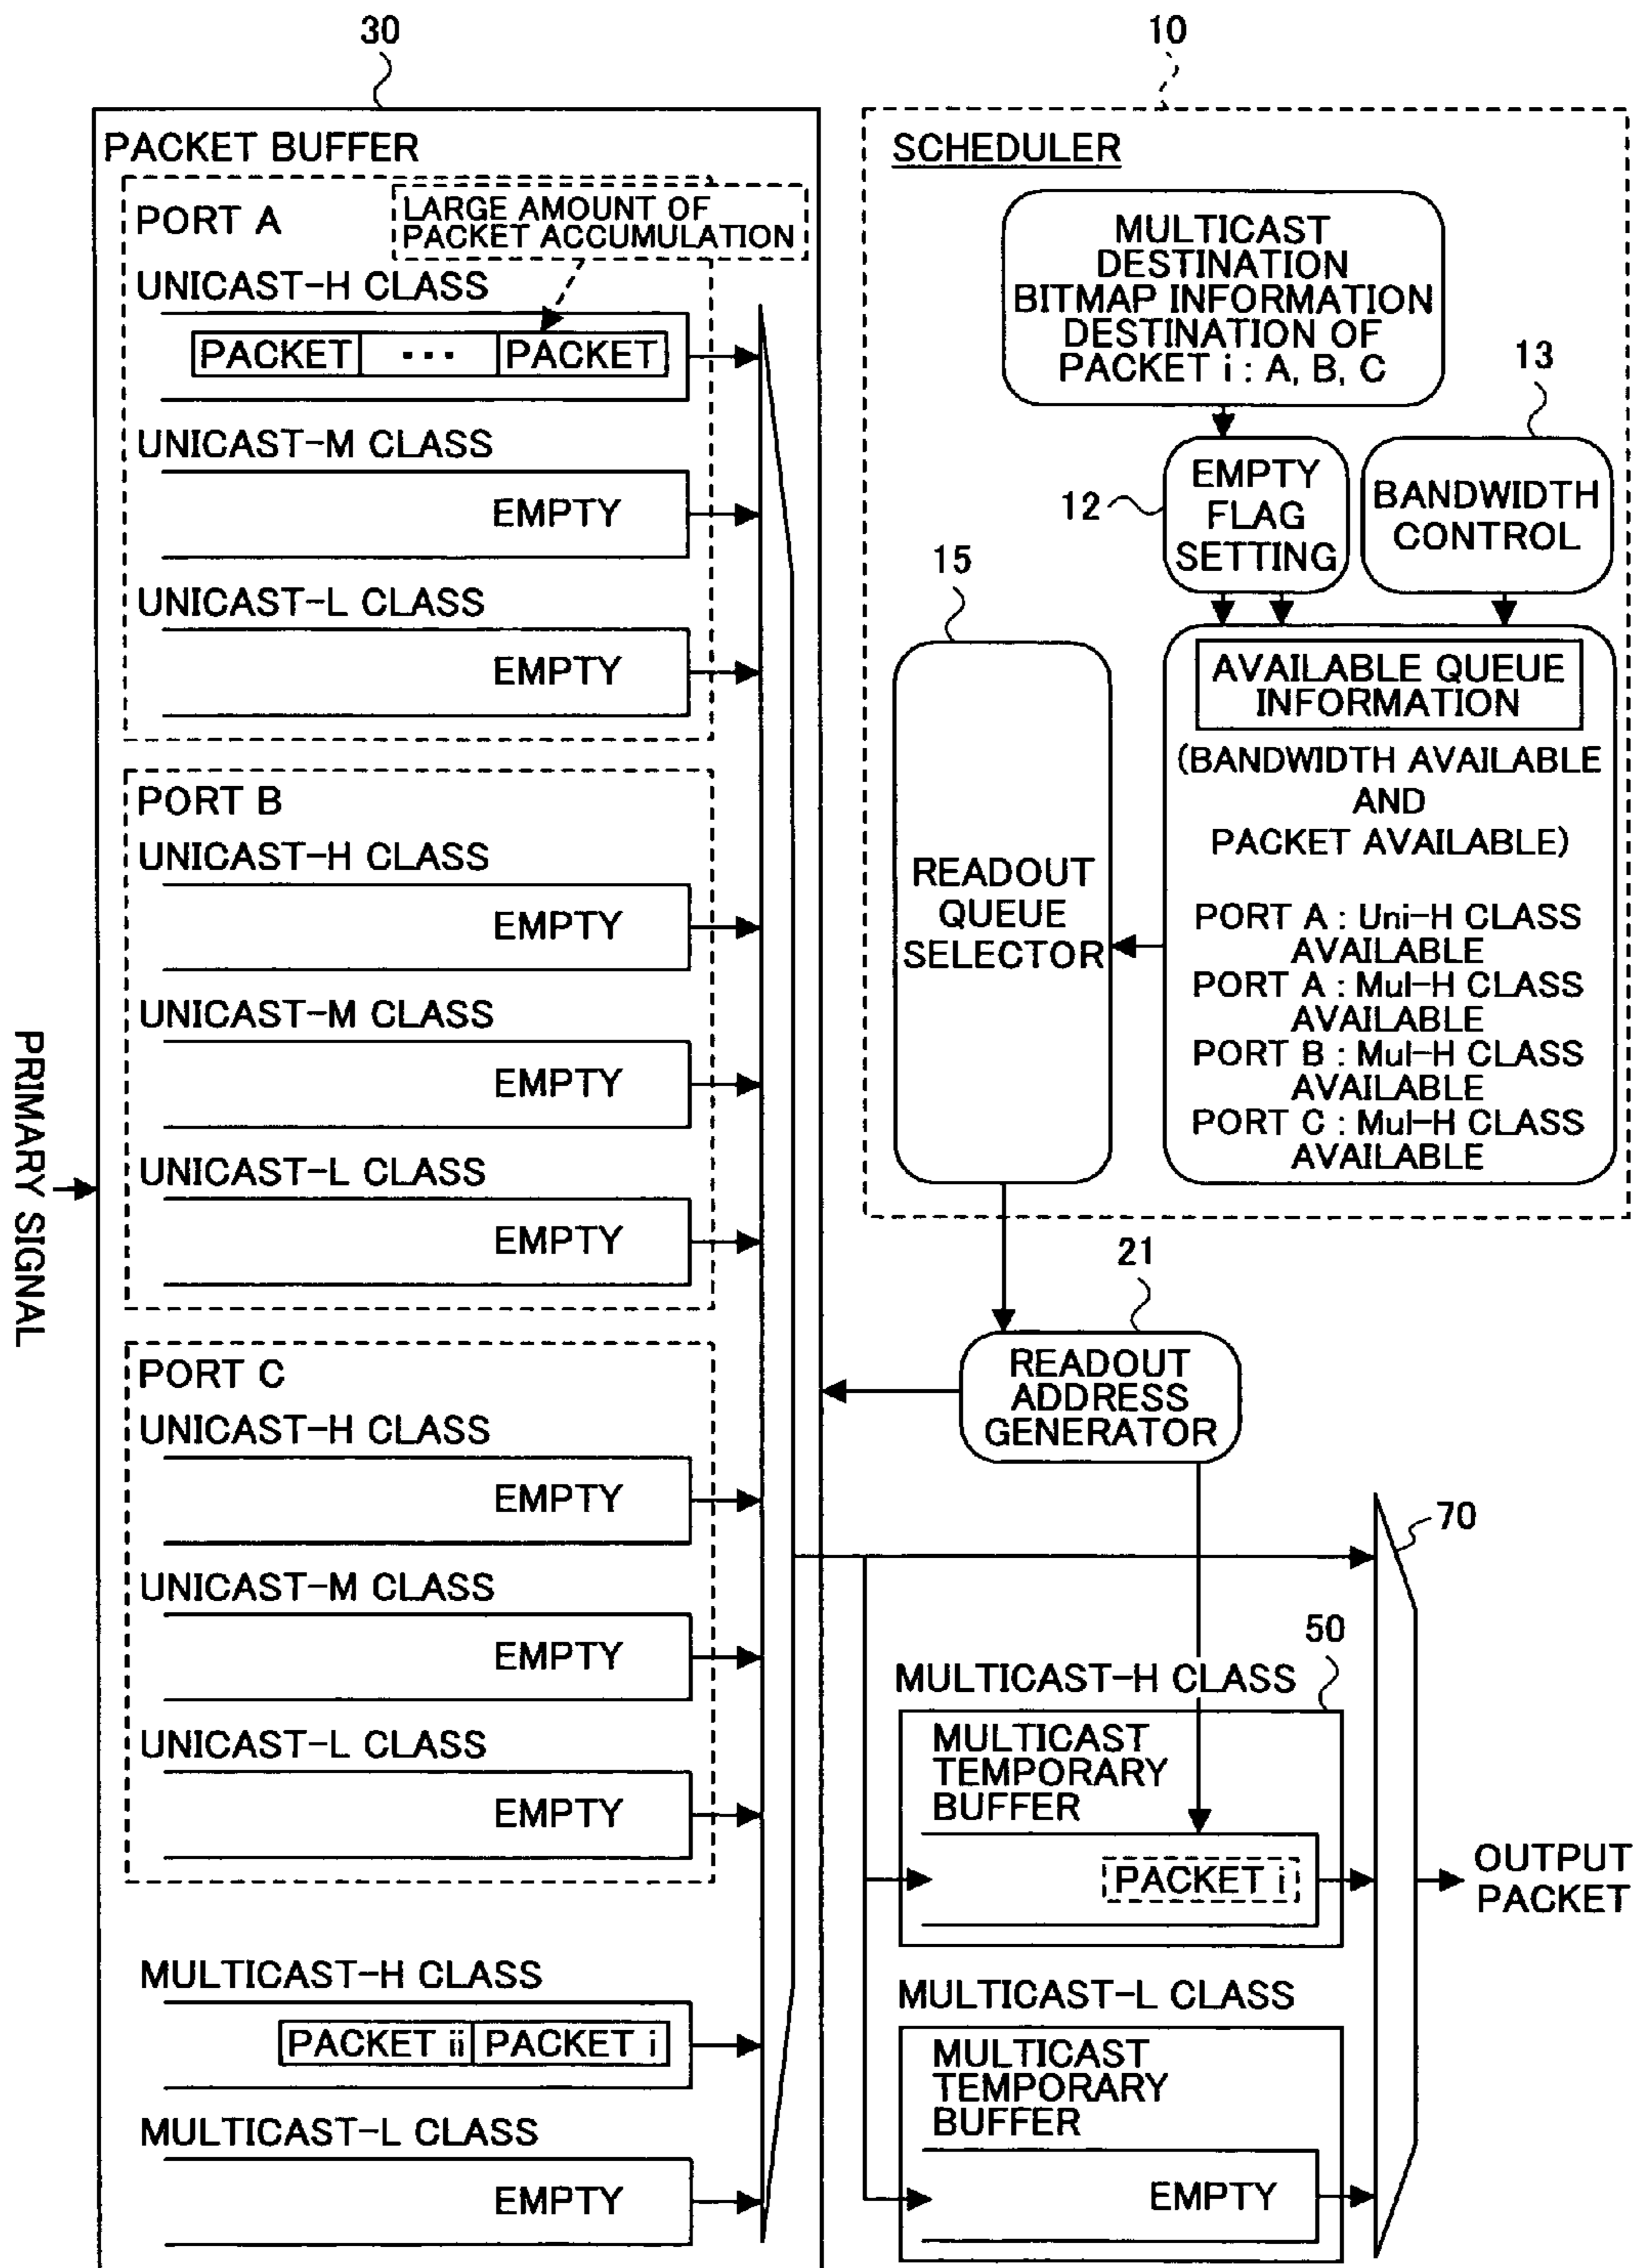 30
10
PACKET BUFFER
PORT A
LARGE AMOUNT OF
PACKET ACCUMULATION
UNICAST-H CLASS
PACKET ··· PACKET
UNICAST-M CLASS
EMPTY
UNICAST-L CLASS
EMPTY
PORT B
UNICAST-H CLASS
EMPTY
UNICAST-M CLASS
EMPTY
UNICAST-L CLASS
EMPTY
PORT C
UNICAST-H CLASS
EMPTY
UNICAST-M CLASS
EMPTY
UNICAST-L CLASS
EMPTY
MULTICAST-H CLASS
PACKET ii PACKET i
MULTICAST-L CLASS
EMPTY
PRIMARY SIGNAL
SCHEDULER
MULTICAST
DESTINATION
BITMAP INFORMATION
DESTINATION OF
PACKET i : A, B, C
13
12
EMPTY
FLAG
SETTING
BANDWIDTH
CONTROL
15
READOUT
QUEUE
SELECTOR
AVAILABLE QUEUE
INFORMATION
(BANDWIDTH AVAILABLE
AND
PACKET AVAILABLE)
PORT A : Uni-H CLASS
AVAILABLE
PORT A : Mul-H CLASS
AVAILABLE
PORT B : Mul-H CLASS
AVAILABLE
PORT C : Mul-H CLASS
AVAILABLE
21
READOUT
ADDRESS
GENERATOR
70
50
MULTICAST-H CLASS
MULTICAST
TEMPORARY
BUFFER
PACKET i
MULTICAST-L CLASS
MULTICAST
TEMPORARY
BUFFER
EMPTY
OUTPUT
PACKET